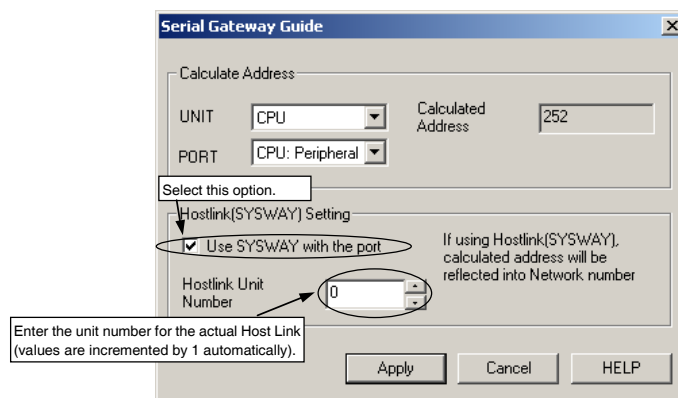 Serial Gateway Guide
Calculate Address
UNIT
CPU
Calculated
Address
252
PORT
CPU: Peripheral
Select this option.
Hostlink(SYSWAY) Setting
Use SYSWAY with the port
If using Hostlink(SYSWAY),
calculated address will be
reflected into Network number
Hostlink Unit
Number
0
Enter the unit number for the actual Host Link
(values are incremented by 1 automatically).
Apply
Cancel
HELP